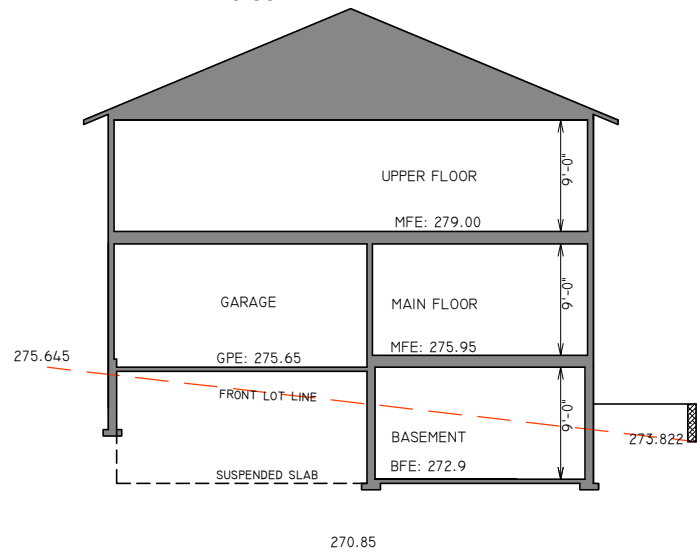 UPPER FLOOR
9'-0"
MFE: 279.00
GARAGE
MAIN FLOOR
9'-0"
275.645
GPE: 275.65
MFE: 275.95
FRONT LOT LINE
9'-0"
BASEMENT
273.822
BFE: 272.9
SUSPENDED SLAB
270.85